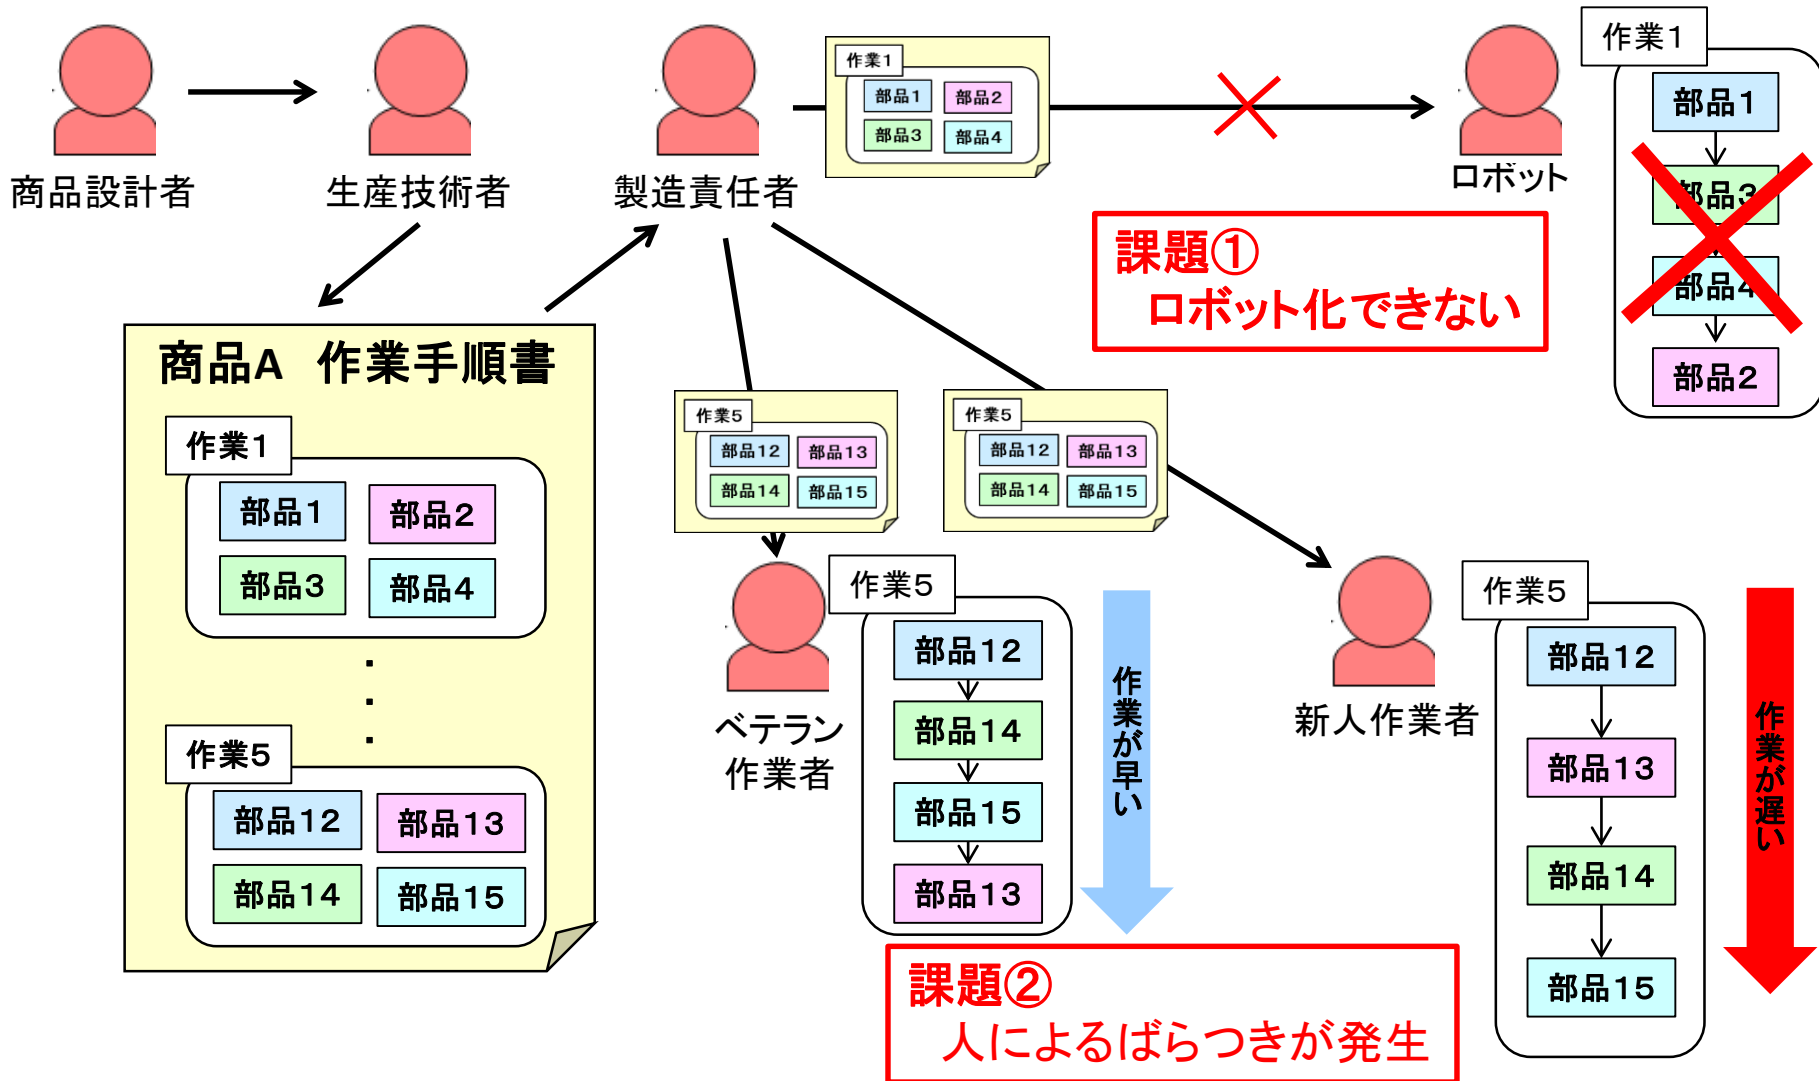 商品設計者
生産技術者
製造責任者
作業1
部品1
部品2
部品3
部品4
ロボット
作業1
部品1
部品3
部品4
部品2
課題①
ロボット化できない
商品A 作業手順書
作業1
部品1
部品2
部品3
部品4
・
・
・
作業5
部品12
部品13
部品14
部品15
作業5
部品12
部品13
部品14
部品15
作業5
部品12
部品13
部品14
部品15
ベテラン
作業者
作業5
部品12
部品14
部品15
部品13
作業が早い
新人作業者
作業5
部品12
部品13
部品14
部品15
作業が遅い
課題②
人によるばらつきが発生